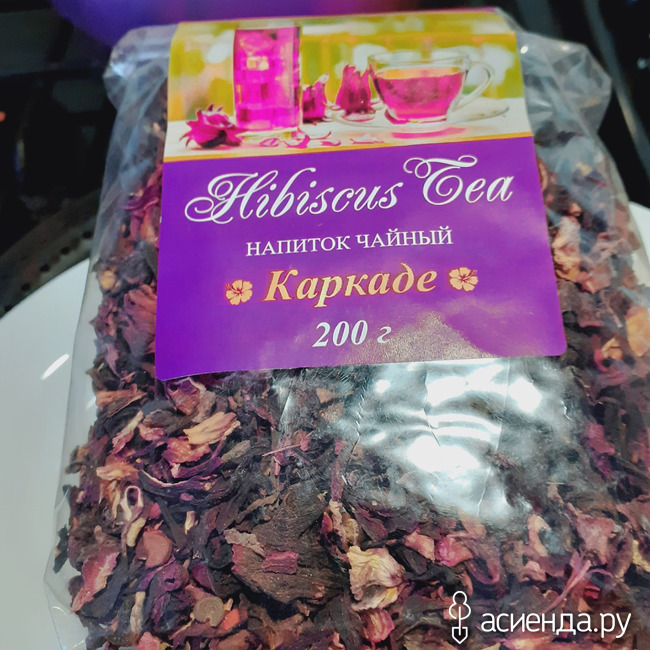 Hibiscus Tea
НАПИТОК ЧАЙНЫЙ
Каркаде
200 г
асиенда.ру